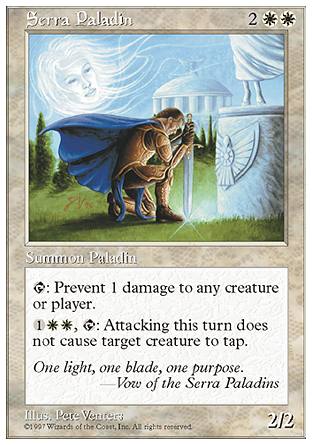 Serra Paladin 2
Summon Paladin
: Prevent 1 damage to any creature
or player.
1 , : Attacking this turn does
not cause target creature to tap.
One light, one blade, one purpose.
—Vow of the Serra Paladins
Illus. Pete Venters
©1997 Wizards of the Coast, Inc. All rights reserved.
2/2